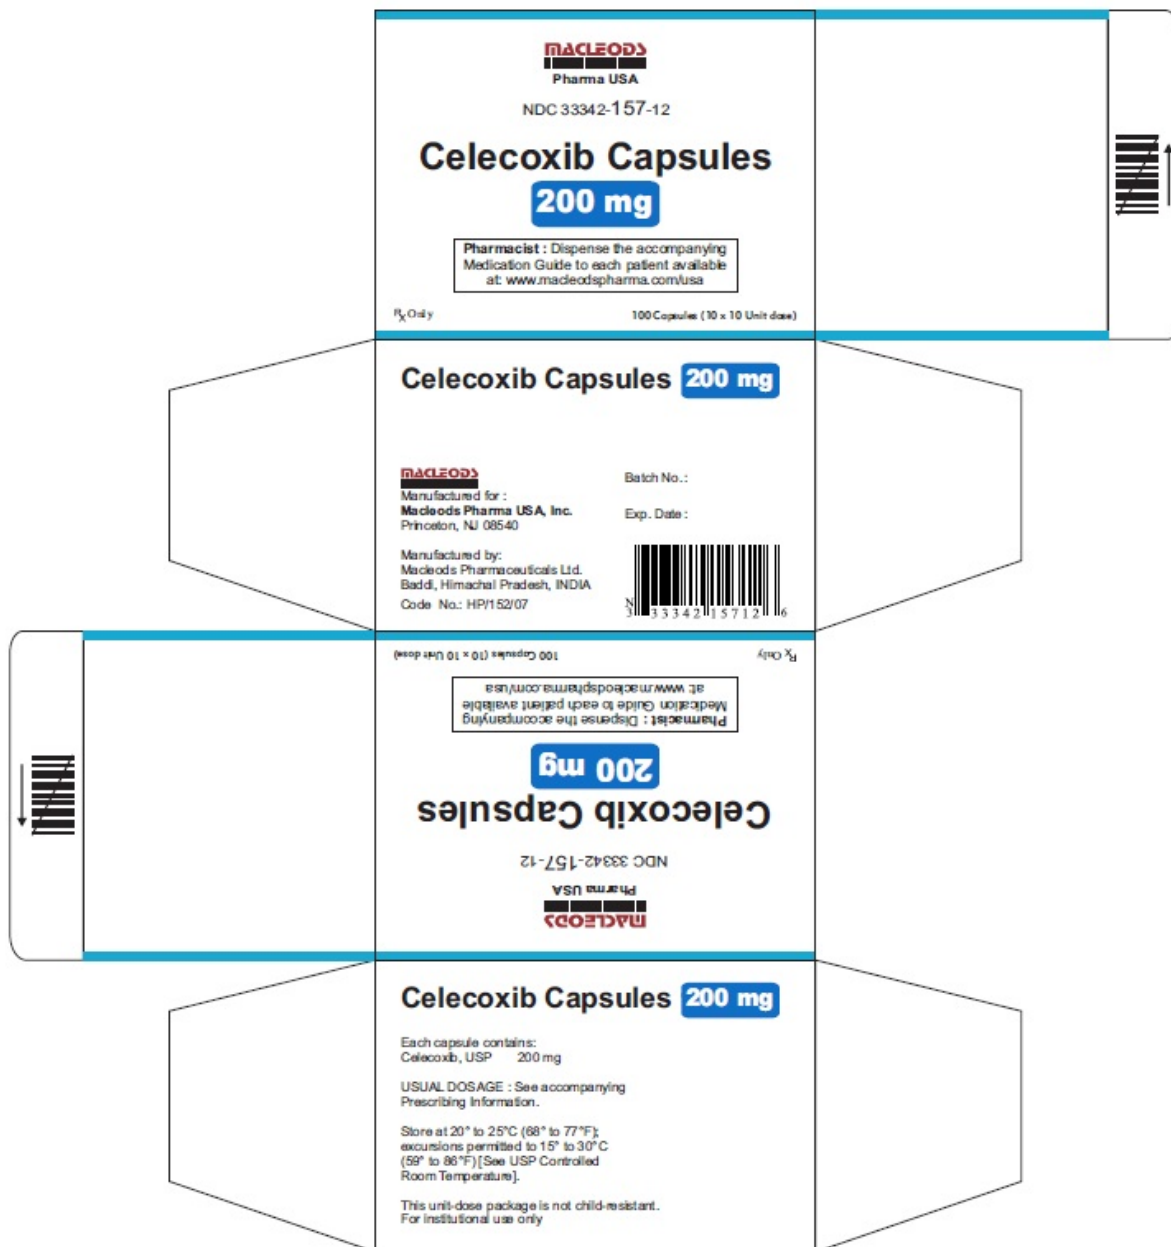 MACLEODS
Pharma USA
NDC 33342-157-12
Celecoxib Capsules
200 mg
Pharmacist : Dispense the accompanying
Medication Guide to each patient available
at: www.macleodspharma.com/usa
Rx Only 100 Capsules (10 x 10 Unit dose)
Celecoxib Capsules 200 mg
MACLEODS
Manufactured for :
Macleods Pharma USA, Inc.
Princeton, NJ 08540
Manufactured by:
Macleods Pharmaceuticals Ltd.
Baddi, Himachal Pradesh, INDIA
Code No.: HP/152/07
Batch No.:
Exp. Date :
N
3 33342 15712 6
MACLEODS
Pharma USA
NDC 33342-157-12
Celecoxib Capsules
200 mg
Pharmacist : Dispense the accompanying
Medication Guide to each patient available
at: www.macleodspharma.com/usa
Rx Only 100 Capsules (10 x 10 Unit dose)
Celecoxib Capsules 200 mg
Each capsule contains:
Celecoxib, USP 200 mg
USUAL DOSAGE : See accompanying
Prescribing Information.
Store at 20° to 25°C (68° to 77°F);
excursions permitted to 15° to 30°C
(59° to 86°F) [See USP Controlled
Room Temperature].
This unit-dose package is not child-resistant.
For institutional use only